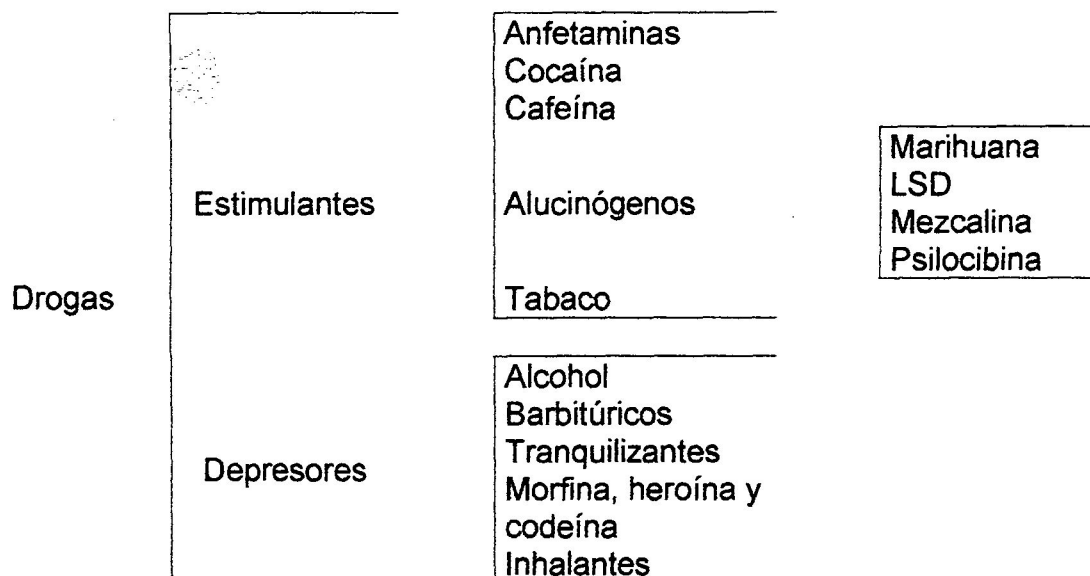 Drogas
Estimulantes
Anfetaminas
Cocaína
Cafeína
Alucinógenos
Marihuana
LSD
Mezcalina
Psilocibina
Tabaco
Depresores
Alcohol
Barbitúricos
Tranquilizantes
Morfina, heroína y
codeína
Inhalantes